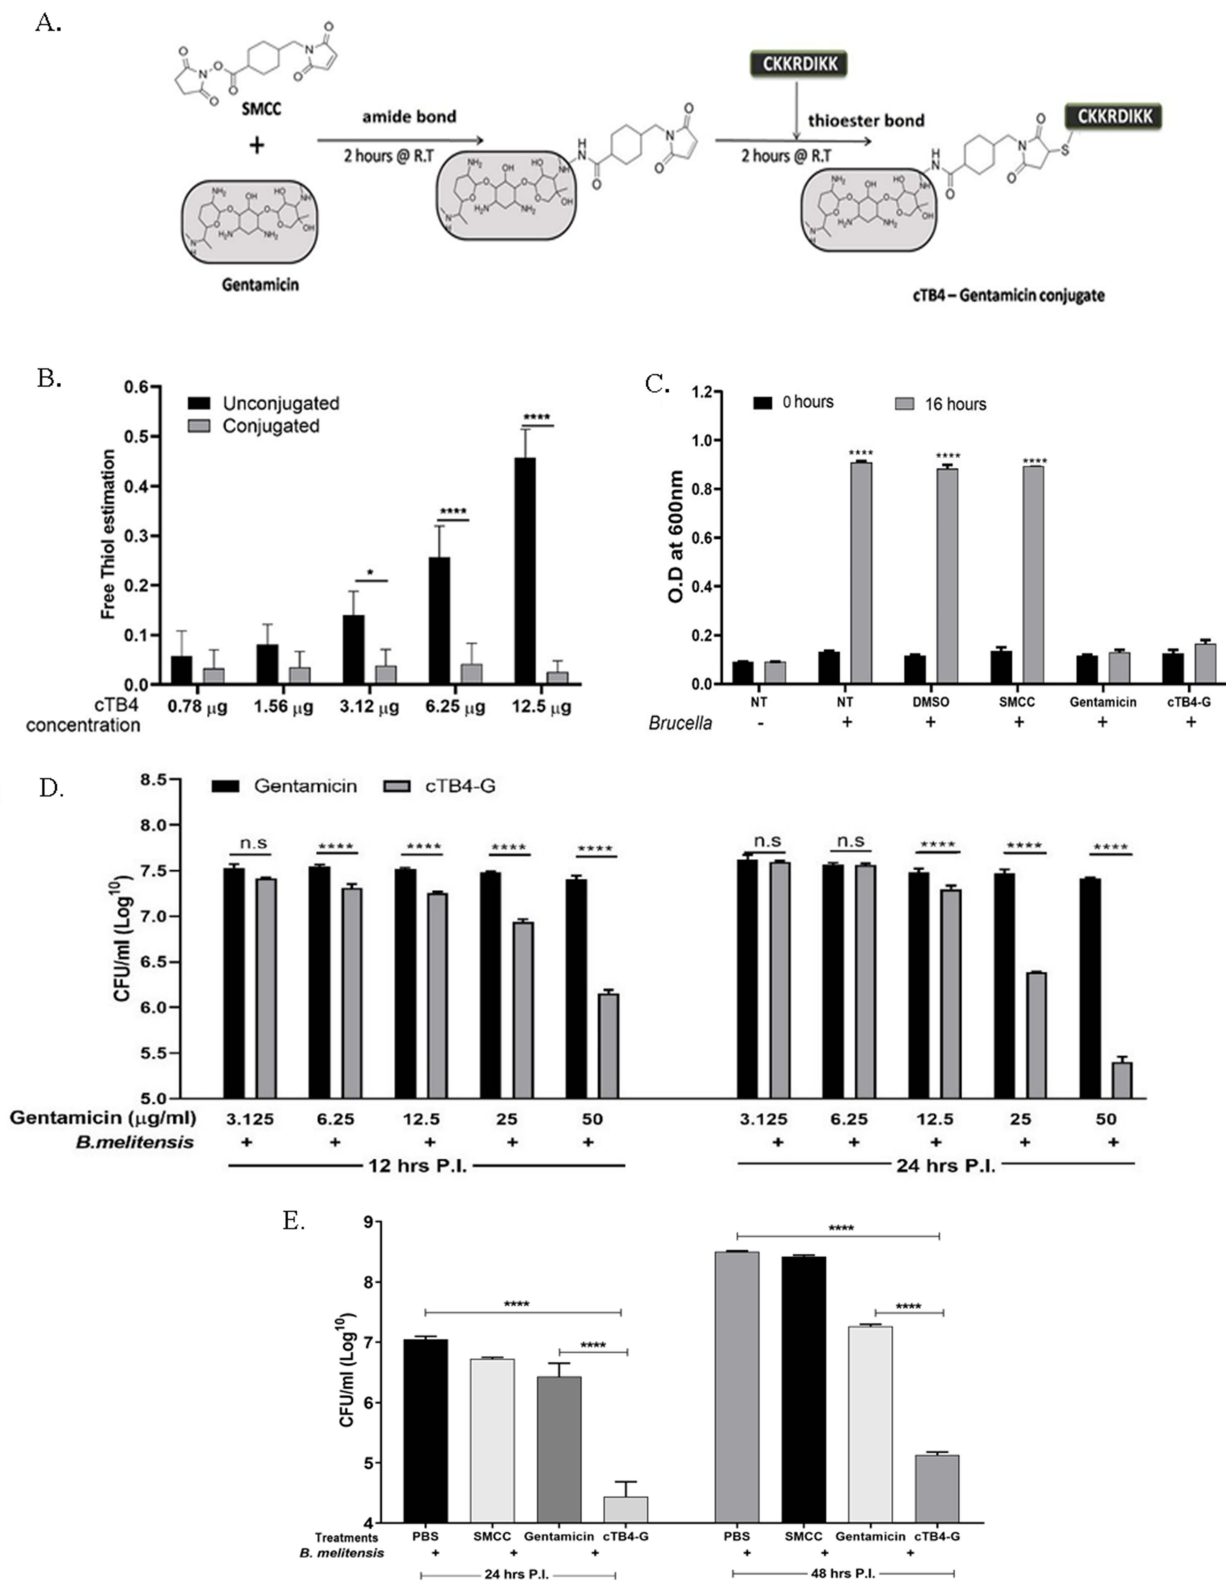 A.
CKKRDIKK
SMCC
+
amide bond
2 hours @ R.T
thioester bond
2 hours @ R.T
CKKRDIKK
Gentamicin
cTB4 – Gentamicin conjugate
B.
Free Thiol estimation
0.6
0.5
0.4
0.3
0.2
0.1
0.0
Unconjugated
Conjugated
* **** ****
cTB4 concentration
0.78 µg 1.56 µg 3.12 µg 6.25 µg 12.5 µg
C.
O.D at 600nm
1.2
1.0
0.8
0.6
0.4
0.2
0.0
0 hours 16 hours
**** **** ****
NT NT DMSO SMCC Gentamicin cTB4-G
Brucella - + + + + +
D.
CFU/ml (Log10)
8.5
8.0
7.5
7.0
6.5
6.0
5.5
5.0
Gentamicin cTB4-G
n.s **** **** **** **** n.s n.s **** **** ****
Gentamicin (µg/ml) 3.125 6.25 12.5 25 50 3.125 6.25 12.5 25 50
B.melitensis + + + + + + + + + +
12 hrs P.I. 24 hrs P.I.
E.
CFU/ml (Log10)
9
8
7
6
5
4
**** **** **** ****
Treatments PBS SMCC Gentamicin cTB4-G PBS SMCC Gentamicin cTB4-G
B. melitensis + + + + + +
24 hrs P.I. 48 hrs P.I.